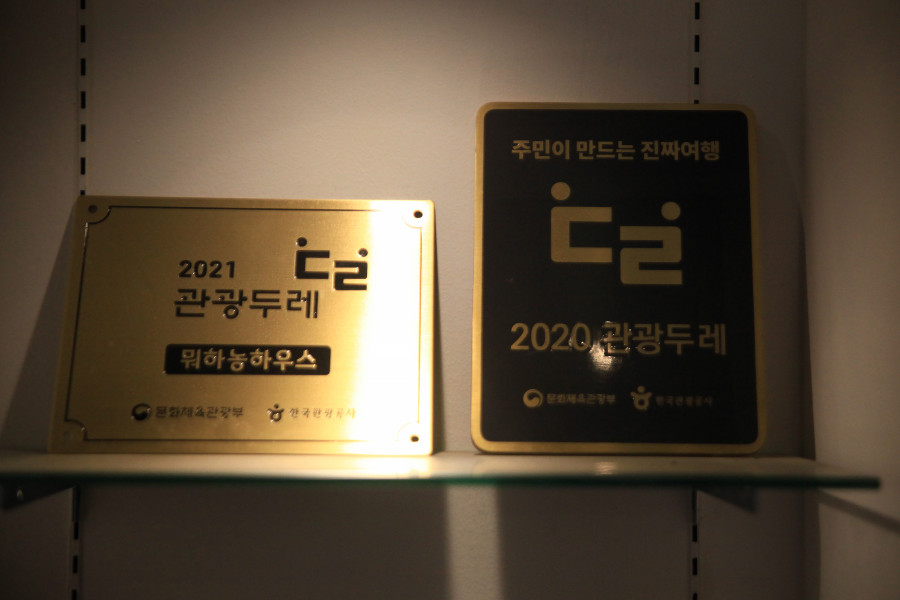 2021
관광두레
뭐하농하우스
문화체육관광부 한국관광공사
주민이 만드는 진짜여행
2020 관광두레
문화체육관광부 한국관광공사